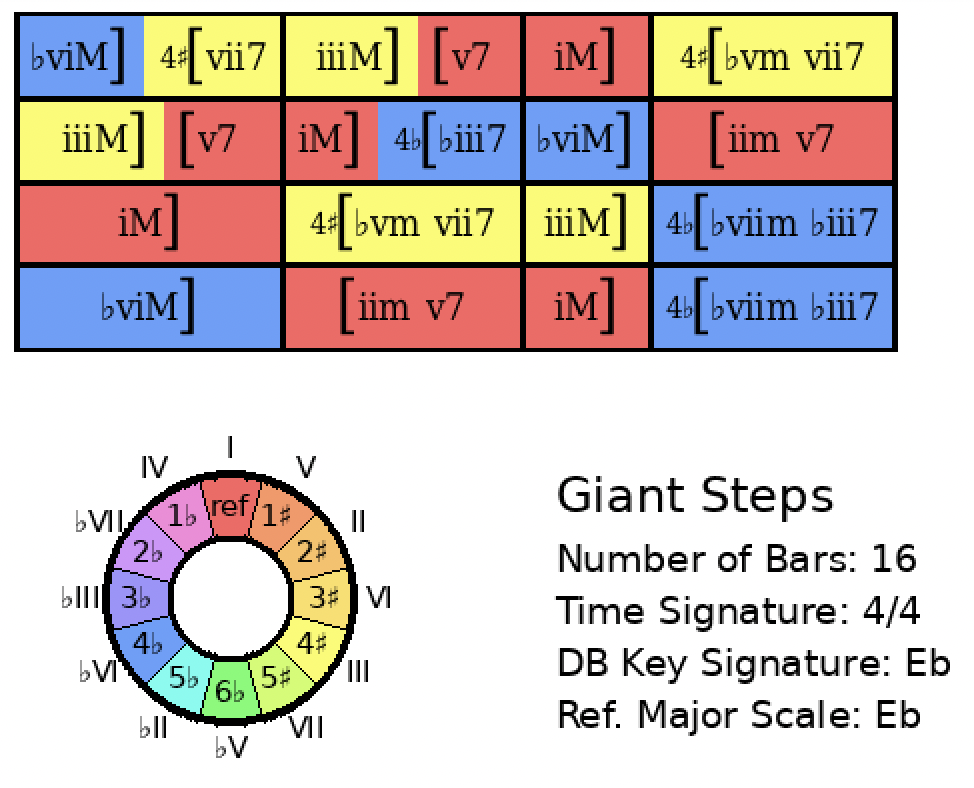 ♭viM] 4♯[vii7 iiiM] [v7 iM] 4♯[♭vm vii7
iiiM] [v7 iM] 4♭[♭iii7 ♭viM] [iim v7
iM] 4♯[♭vm vii7 iiiM] 4♭[♭viim ♭iii7
♭viM] [iim v7 iM] 4♭[♭viim ♭iii7
I
IV V
♭VII II
♭III VI
♭VI III
♭II VII
♭V
ref
1♭ 1♯
2♭ 2♯
3♭ 3♯
4♭ 4♯
5♭ 5♯
6♭
Giant Steps
Number of Bars: 16
Time Signature: 4/4
DB Key Signature: Eb
Ref. Major Scale: Eb